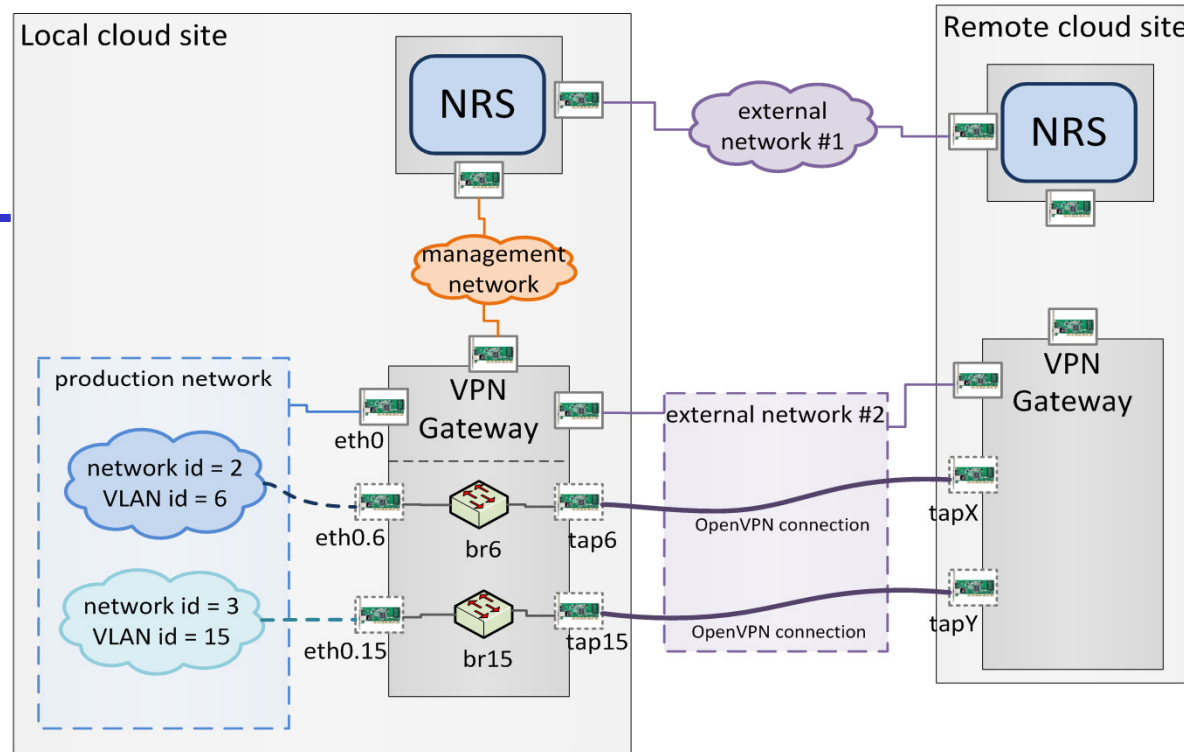 Local cloud site
Remote cloud site
NRS
external
network #1
NRS
management
network
production network
VPN
Gateway
eth0
external network #2
VPN
Gateway
network id = 2
VLAN id = 6
eth0.6
br6
tap6
OpenVPN connection
tapX
network id = 3
VLAN id = 15
eth0.15
br15
tap15
OpenVPN connection
tapY